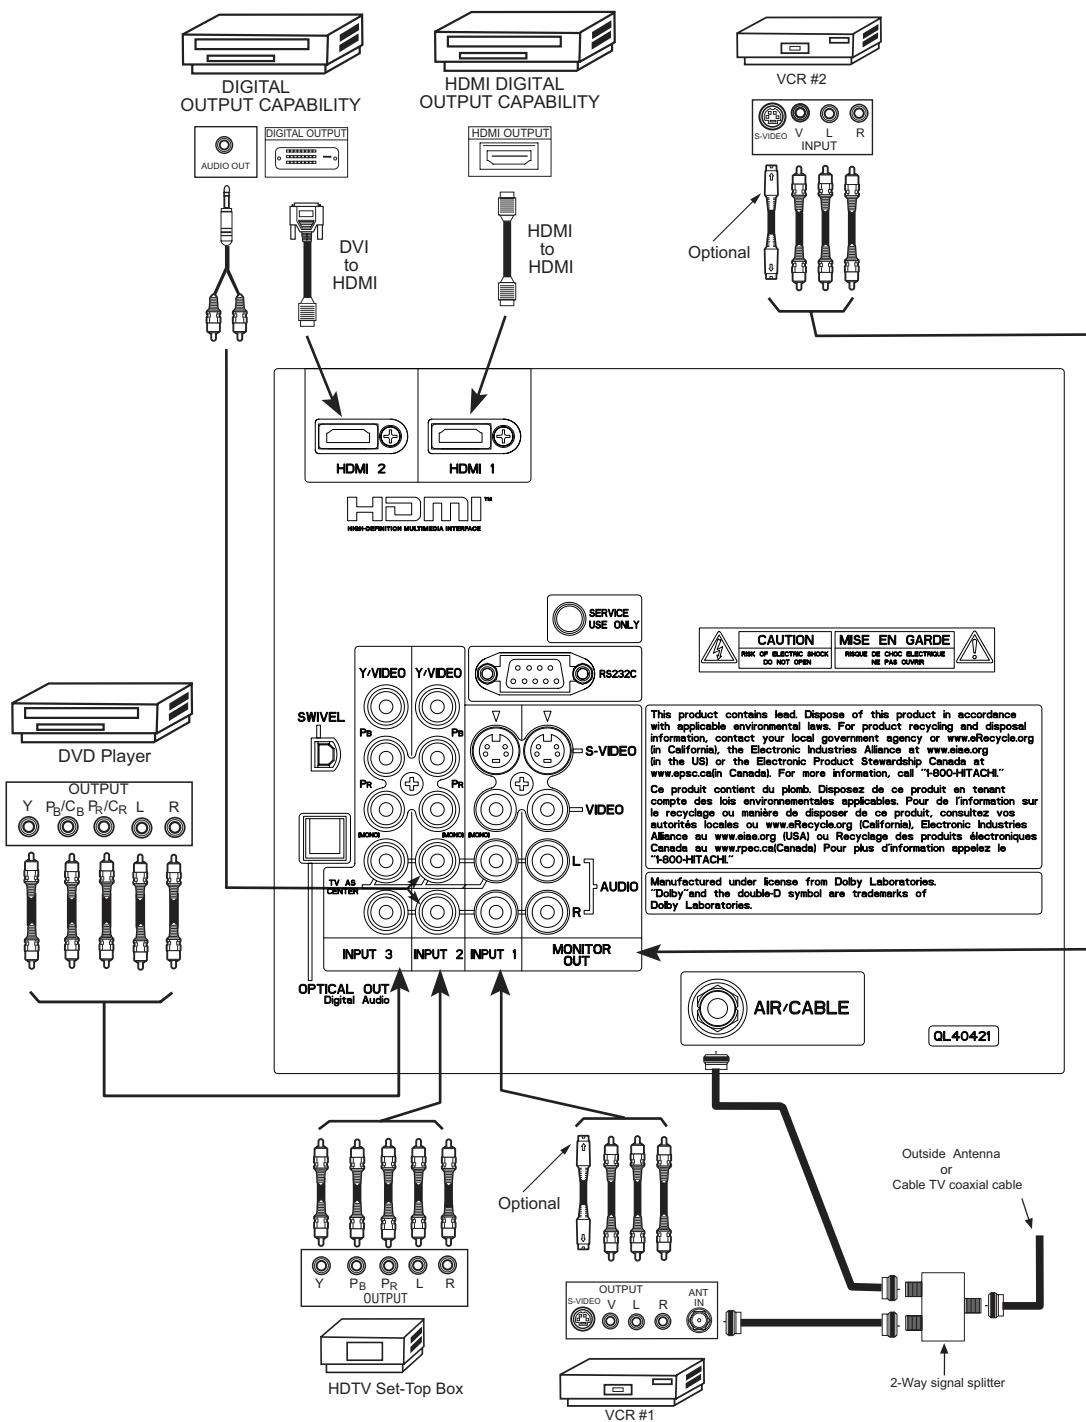 DIGITAL
OUTPUT CAPABILITY
HDMI DIGITAL
OUTPUT CAPABILITY
VCR #2
AUDIO OUT
DIGITAL OUTPUT
HDMI OUTPUT
S-VIDEO V L R
INPUT
DVI
to
HDMI
HDMI
to
HDMI
Optional
HDMI 2
HDMI 1
HDMI™
HIGH-DEFINITION MULTIMEDIA INTERFACE
SERVICE
USE ONLY
CAUTION
RISK OF ELECTRIC SHOCK
DO NOT OPEN
MISE EN GARDE
RISQUE DE CHOC ELECTRIQUE
NE PAS OUVRIR
Y/VIDEO Y/VIDEO
RS232C
SWIVEL
PB PB
S-VIDEO
PR PR
VIDEO
(MONO) (MONO) (MONO)
L
TV AS
CENTER
AUDIO
R
INPUT 3 INPUT 2 INPUT 1 MONITOR
OUT
OPTICAL OUT
Digital Audio
This product contains lead. Dispose of this product in accordance
with applicable environmental laws. For product recycling and disposal
information, contact your local government agency or www.eRecycle.org
(in California), the Electronic Industries Alliance at www.eiae.org
(in the US) or the Electronic Product Stewardship Canada at
www.epsc.ca(in Canada). For more information, call "1-800-HITACHI."
Ce produit contient du plomb. Disposez de ce produit en tenant
compte des lois environnementales applicables. Pour de l'information sur
le recyclage ou manière de disposer de ce produit, consultez vos
autorités locales ou www.eRecycle.org (California), Electronic Industries
Alliance au www.eiae.org (USA) ou Recyclage des produits électroniques
Canada au www.rpec.ca(Canada) Pour plus d'information appelez le
"1-800-HITACHI."
Manufactured under license from Dolby Laboratories.
"Dolby"and the double-D symbol are trademarks of
Dolby Laboratories.
AIR/CABLE
QL40421
DVD Player
OUTPUT
Y PB/CB PR/CR L R
Optional
Y PB PR L R
OUTPUT
HDTV Set-Top Box
OUTPUT
S-VIDEO V L R
ANT
IN
VCR #1
Outside Antenna
or
Cable TV coaxial cable
2-Way signal splitter